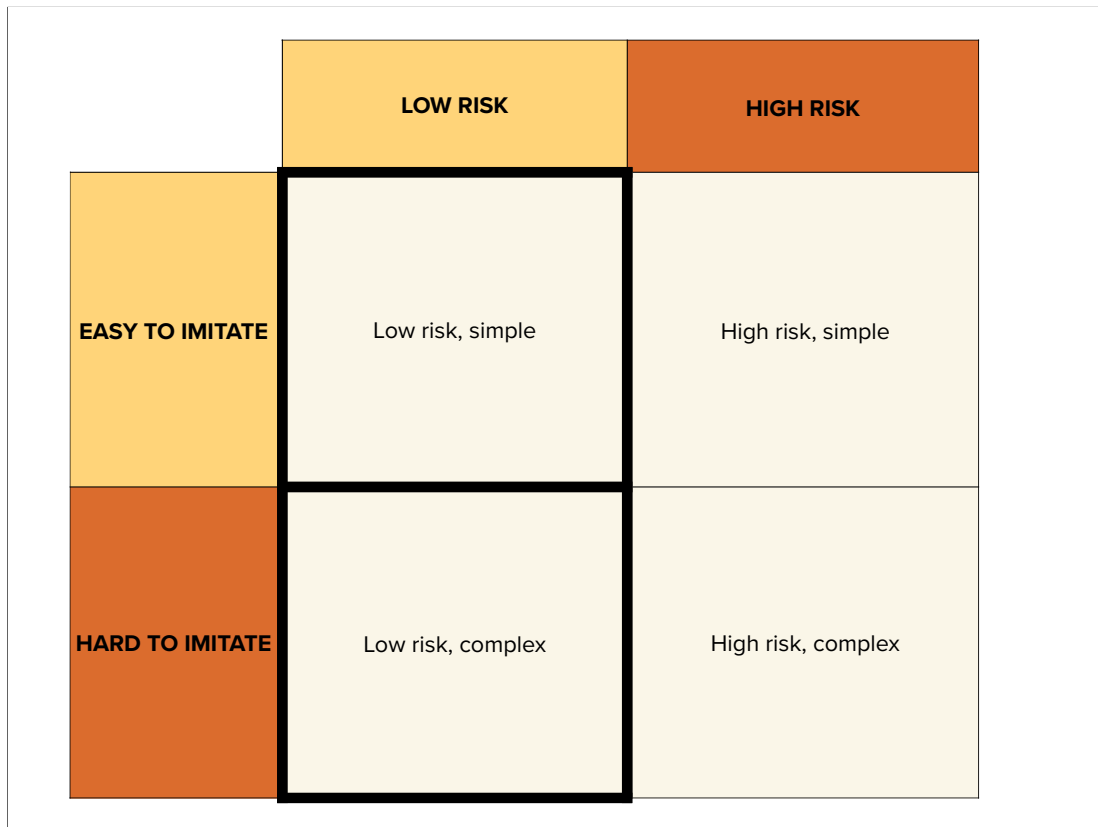 LOW RISK
HIGH RISK
EASY TO IMITATE
Low risk, simple
High risk, simple
HARD TO IMITATE
Low risk, complex
High risk, complex